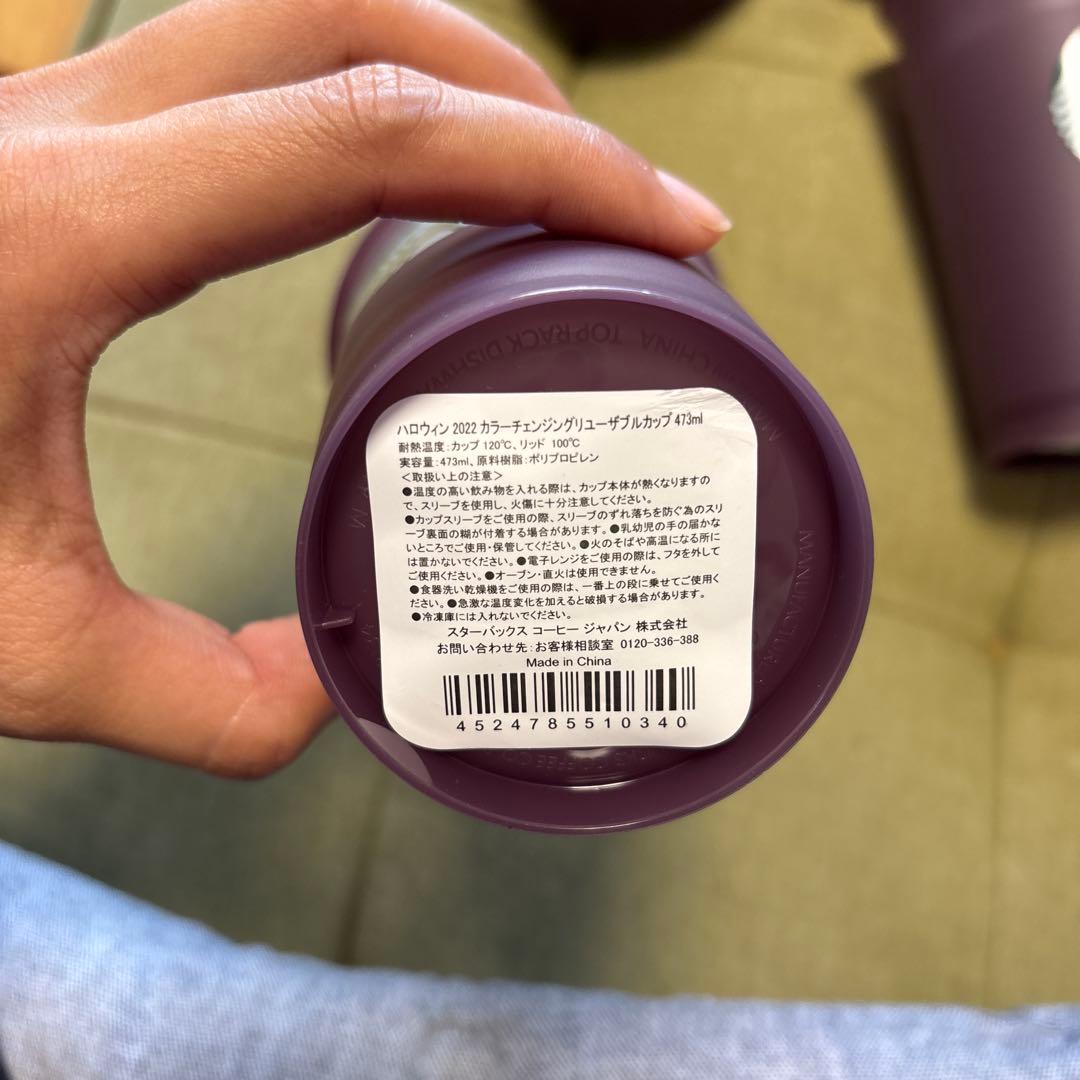 ハロウィン 2022 カラーチェンジングリユーザブルカップ 473ml
耐熱温度：カップ 120℃、リッド 100℃
実容量：473ml、原料樹脂：ポリプロピレン
＜取扱い上の注意＞
●温度の高い飲み物を入れる際は、カップ本体が熱くなりますの
で、スリーブを使用し、火傷に十分注意してください。
●カップスリーブをご使用の際、スリーブのずれ落ちを防ぐ為のスリ
ーブ裏面の糊が付着する場合があります。●乳幼児の手の届かな
いところでご使用・保管してください。●火のそばや高温になる所に
は置かないでください。●電子レンジをご使用の際は、フタを外して
ご使用ください。●オーブン・直火は使用できません。
●食器洗い乾燥機をご使用の際は、一番上の段に乗せてご使用く
ださい。●急激な温度変化を加えると破損する場合があります。
●冷凍庫には入れないでください。
スターバックス コーヒー ジャパン 株式会社
お問い合わせ先：お客様相談室 0120-336-388
Made in China
4524785510340
CHINA TOP RACK